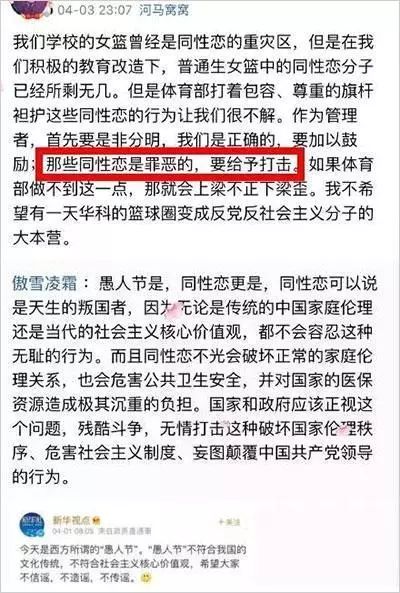 04-03 07:23 来自 河马窝窝
我们学校的女篮曾经是同性恋的重灾区，但是在我
们积极的教育改造下，普通生女篮中的同性恋分子
已经所剩无几。但是体育部打着包容、尊重的旗杆
袒护这些同性恋的行为让我们很不解。作为管理
者，首先要是非分明，我们是正确的，要加以鼓
励；那些同性恋是罪恶的，要给予打击。如果体育
部做不到这一点，那就会上梁不正下梁歪。我不希
望有一天华科的篮球圈变成反党反社会主义分子的
大本营。
傲雪凌霜：愚人节是，同性恋更是，同性恋可以说
是天生的叛国者，因为无论是传统的中国家庭伦理
还是当代的社会主义核心价值观，都不会容忍这种
无耻的行为。而且同性恋不光会破坏正常的家庭伦
理关系，也会危害公共卫生安全，并对国家的医保
资源造成极其沉重的负担。国家和政府应该正视这
个问题，残酷斗争，无情打击这种破坏国家伦理秩
序、危害社会主义制度、妄图颠覆中国共产党领导
的行为。
新华视点
+关注
04-01 08:05 来自政务直通车
今天是西方所谓的“愚人节”。“愚人节”不符合我国的
文化传统，不符合社会主义核心价值观，希望大家
不信谣，不造谣，不传谣。